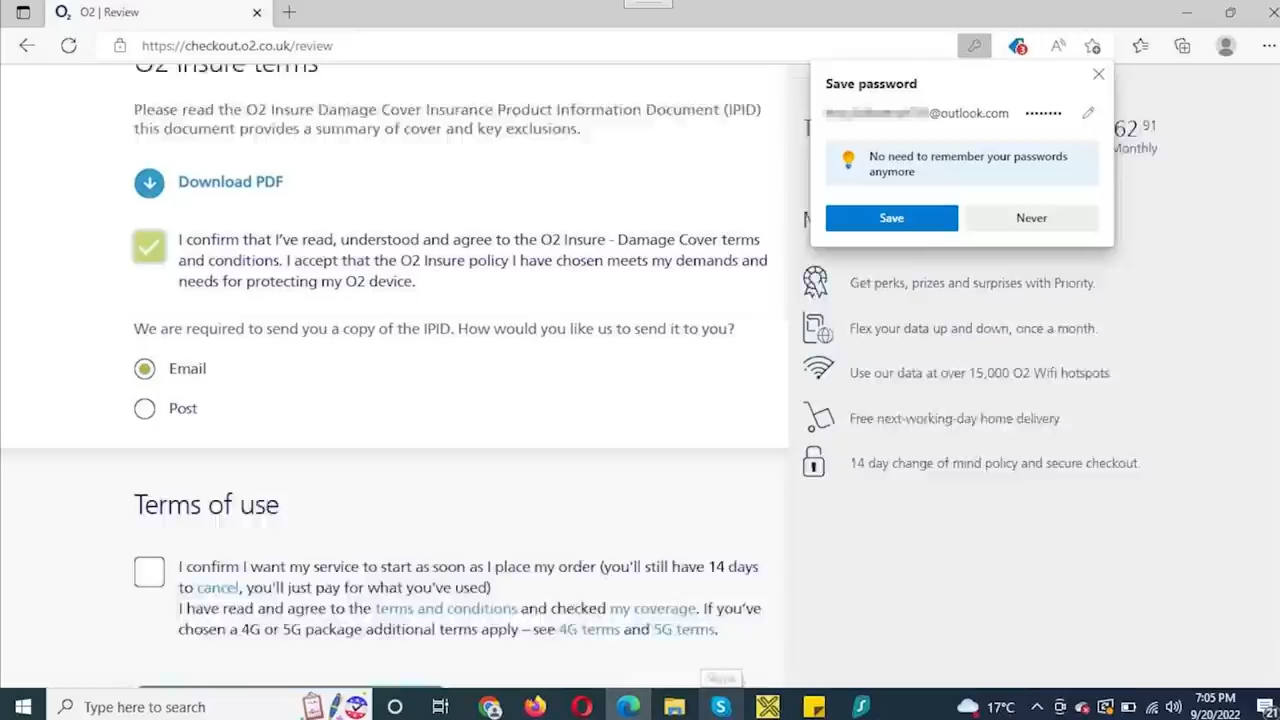 O2 | Review
https://checkout.o2.co.uk/review
3
O2 Insure terms
Please read the O2 Insure Damage Cover Insurance Product Information Document (IPID)
this document provides a summary of cover and key exclusions.
Download PDF
I confirm that I've read, understood and agree to the O2 Insure - Damage Cover terms
and conditions. I accept that the O2 Insure policy I have chosen meets my demands and
needs for protecting my O2 device.
We are required to send you a copy of the IPID. How would you like us to send it to you?
Email
Post
Terms of use
I confirm I want my service to start as soon as I place my order (you'll still have 14 days
to cancel, you'll just pay for what you've used)
I have read and agree to the terms and conditions and checked my coverage. If you've
chosen a 4G or 5G package additional terms apply – see 4G terms and 5G terms.
Save password
@outlook.com ••••••••
No need to remember your passwords
anymore
Save
Never
62.91
Monthly
Get perks, prizes and surprises with Priority.
Flex your data up and down, once a month.
Use our data at over 15,000 O2 Wifi hotspots
Free next-working-day home delivery
14 day change of mind policy and secure checkout.
Skype
Type here to search
17°C
7:05 PM
9/20/2022